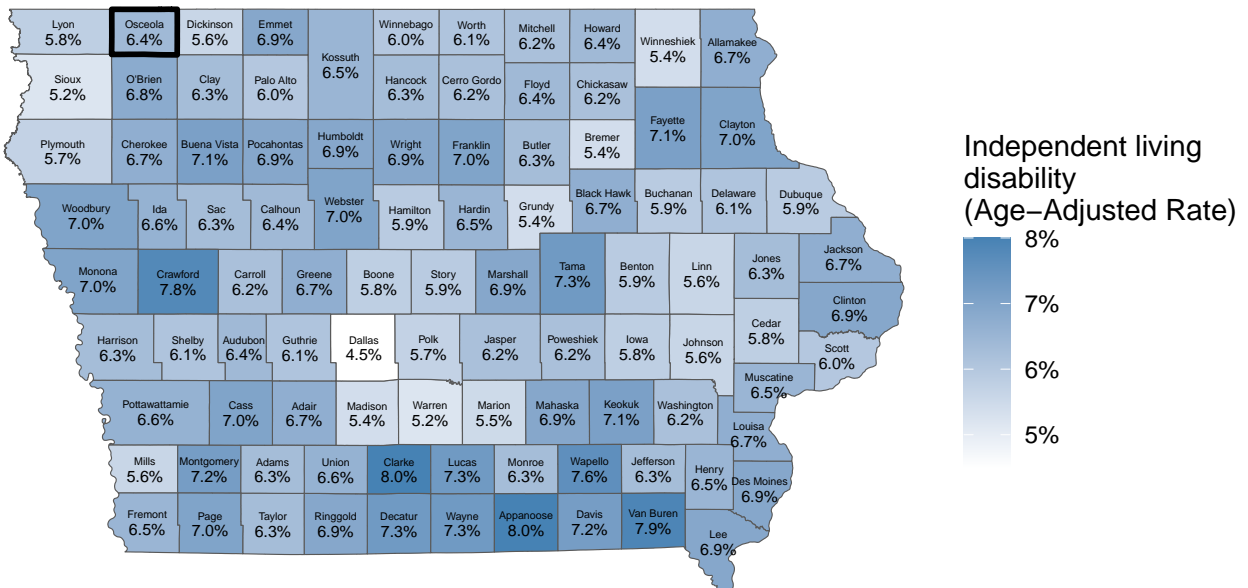 Lyon
5.8%
Osceola
6.4%
Dickinson
5.6%
Emmet
6.9%
Kossuth
6.5%
Winnebago
6.0%
Worth
6.1%
Mitchell
6.2%
Howard
6.4%
Winneshiek
5.4%
Allamakee
6.7%
Sioux
5.2%
O'Brien
6.8%
Clay
6.3%
Palo Alto
6.0%
Hancock
6.3%
Cerro Gordo
6.2%
Floyd
6.4%
Chickasaw
6.2%
Fayette
7.1%
Clayton
7.0%
Plymouth
5.7%
Cherokee
6.7%
Buena Vista
7.1%
Pocahontas
6.9%
Humboldt
6.9%
Wright
6.9%
Franklin
7.0%
Butler
6.3%
Bremer
5.4%
Woodbury
7.0%
Ida
6.6%
Sac
6.3%
Calhoun
6.4%
Webster
7.0%
Hamilton
5.9%
Hardin
6.5%
Grundy
5.4%
Black Hawk
6.7%
Buchanan
5.9%
Delaware
6.1%
Dubuque
5.9%
Monona
7.0%
Crawford
7.8%
Carroll
6.2%
Greene
6.7%
Boone
5.8%
Story
5.9%
Marshall
6.9%
Tama
7.3%
Benton
5.9%
Linn
5.6%
Jones
6.3%
Jackson
6.7%
Clinton
6.9%
Harrison
6.3%
Shelby
6.1%
Audubon
6.4%
Guthrie
6.1%
Dallas
4.5%
Polk
5.7%
Jasper
6.2%
Poweshiek
6.2%
Iowa
5.8%
Johnson
5.6%
Cedar
5.8%
Scott
6.0%
Muscatine
6.5%
Pottawattamie
6.6%
Cass
7.0%
Adair
6.7%
Madison
5.4%
Warren
5.2%
Marion
5.5%
Mahaska
6.9%
Keokuk
7.1%
Washington
6.2%
Louisa
6.7%
Mills
5.6%
Montgomery
7.2%
Adams
6.3%
Union
6.6%
Clarke
8.0%
Lucas
7.3%
Monroe
6.3%
Wapello
7.6%
Jefferson
6.3%
Henry
6.5%
Des Moines
6.9%
Fremont
6.5%
Page
7.0%
Taylor
6.3%
Ringgold
6.9%
Decatur
7.3%
Wayne
7.3%
Appanoose
8.0%
Davis
7.2%
Van Buren
7.9%
Lee
6.9%
Independent living
disability
(Age−Adjusted Rate)
8%
7%
6%
5%